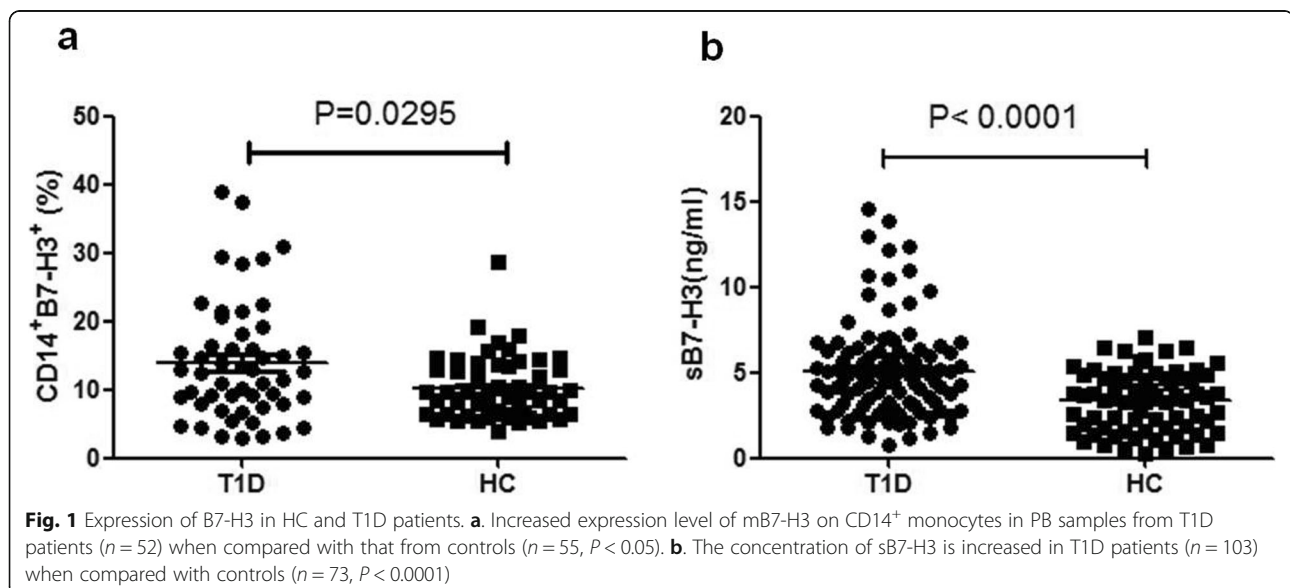 a
b
P=0.0295
P< 0.0001
CD14⁺B7-H3⁺ (%)
50
40
30
20
10
0
T1D
HC
sB7-H3(ng/ml)
20
15
10
5
0
T1D
HC
Fig. 1 Expression of B7-H3 in HC and T1D patients. a. Increased expression level of mB7-H3 on CD14⁺ monocytes in PB samples from T1D
patients (n = 52) when compared with that from controls (n = 55, P < 0.05). b. The concentration of sB7-H3 is increased in T1D patients (n = 103)
when compared with controls (n = 73, P < 0.0001)